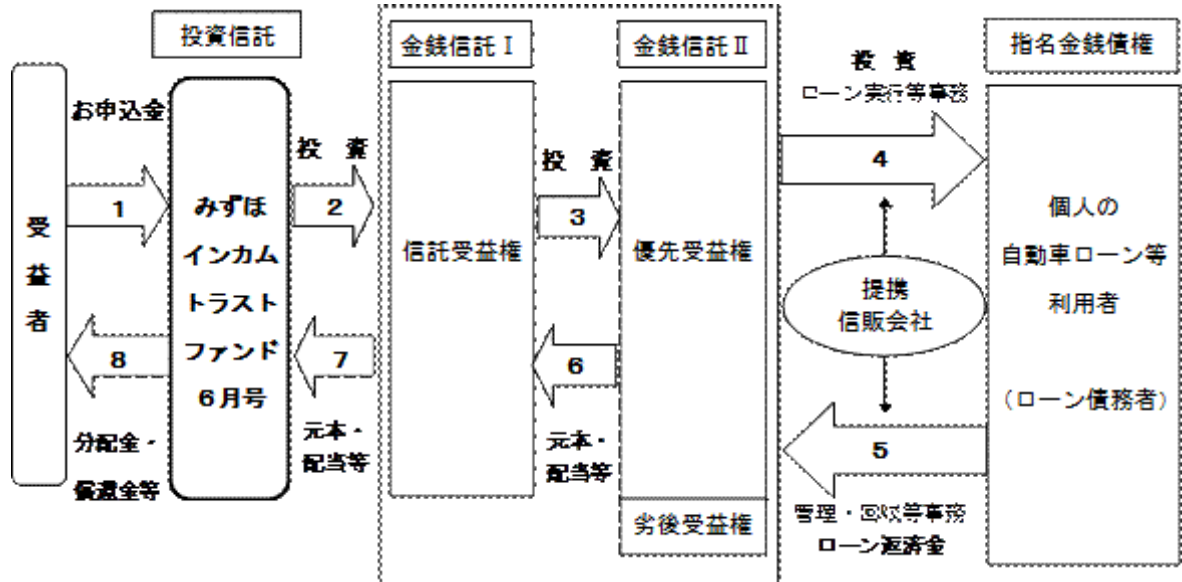 投資信託
金銭信託Ⅰ
金銭信託Ⅱ
指名金銭債権
受益者
お申込金
1
みずほ
インカム
トラスト
ファンド
6月号
投 資
2
信託受益権
投 資
3
優先受益権
劣後受益権
投 資
ローン実行等事務
4
提携
信販会社
個人の
自動車ローン等
利用者
(ローン債務者)
5
管理・回収等事務
ローン返済金
6
元本・
配当等
7
元本・
配当等
8
分配金・
償還金等